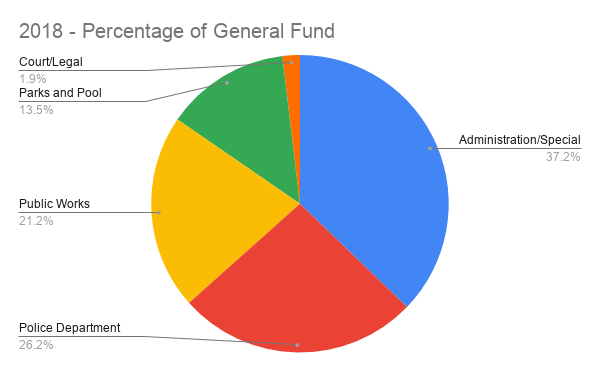 2018 - Percentage of General Fund
Court/Legal
1.9%
Parks and Pool
13.5%
Administration/Special
37.2%
Public Works
21.2%
Police Department
26.2%